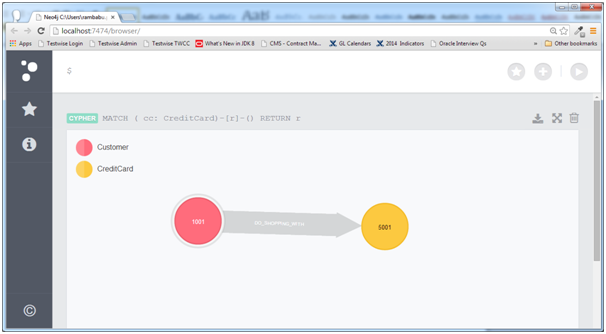 Neo4j C:\Users\rambabu...
localhost:7474/browser/
Apps Testwise Login Testwise Admin Testwise TWCC What's New in JDK 8 CMS - Contract Ma... GL Calendars 2014 Indicators Oracle Interview Qs » Other bookmarks
$
CYPHER MATCH ( cc: CreditCard)-[r]-() RETURN r
Customer
CreditCard
1001
DO_SHOPPING_WITH
5001
©